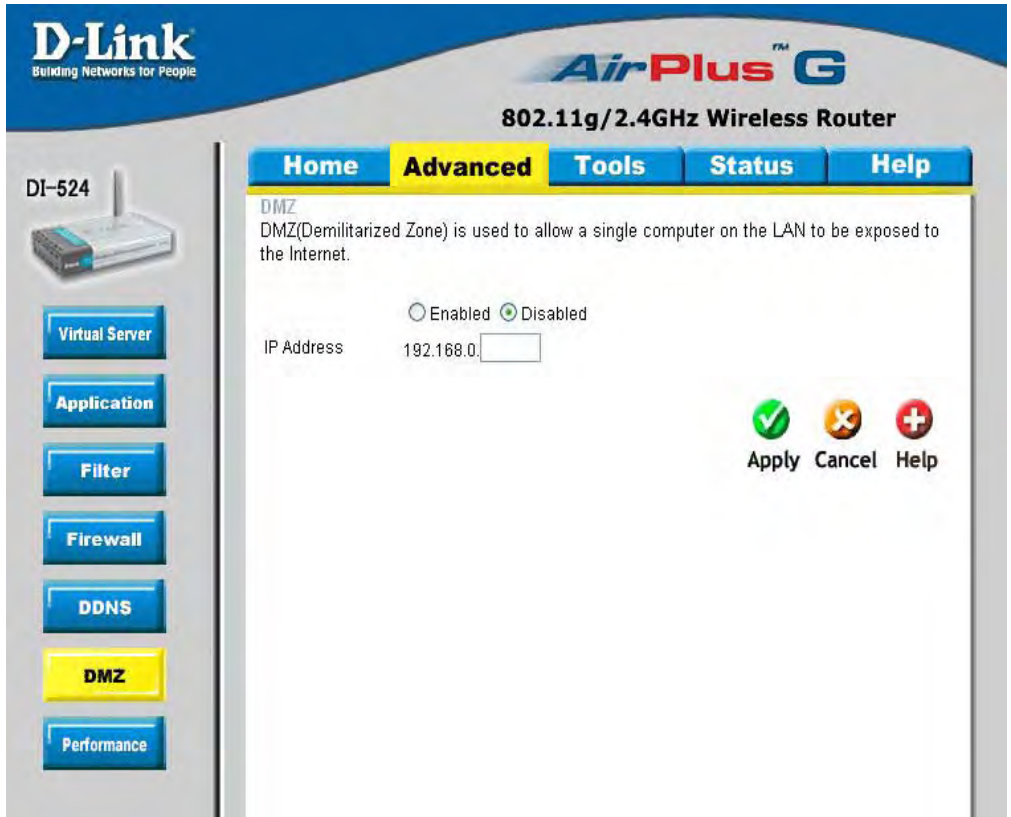 D-Link
Building Networks for People
AirPlus™ G
802.11g/2.4GHz Wireless Router
DI-524
Home
Advanced
Tools
Status
Help
DMZ
DMZ(Demilitarized Zone) is used to allow a single computer on the LAN to be exposed to
the Internet.
Enabled Disabled
IP Address 192.168.0.
Apply Cancel Help
Virtual Server
Application
Filter
Firewall
DDNS
DMZ
Performance